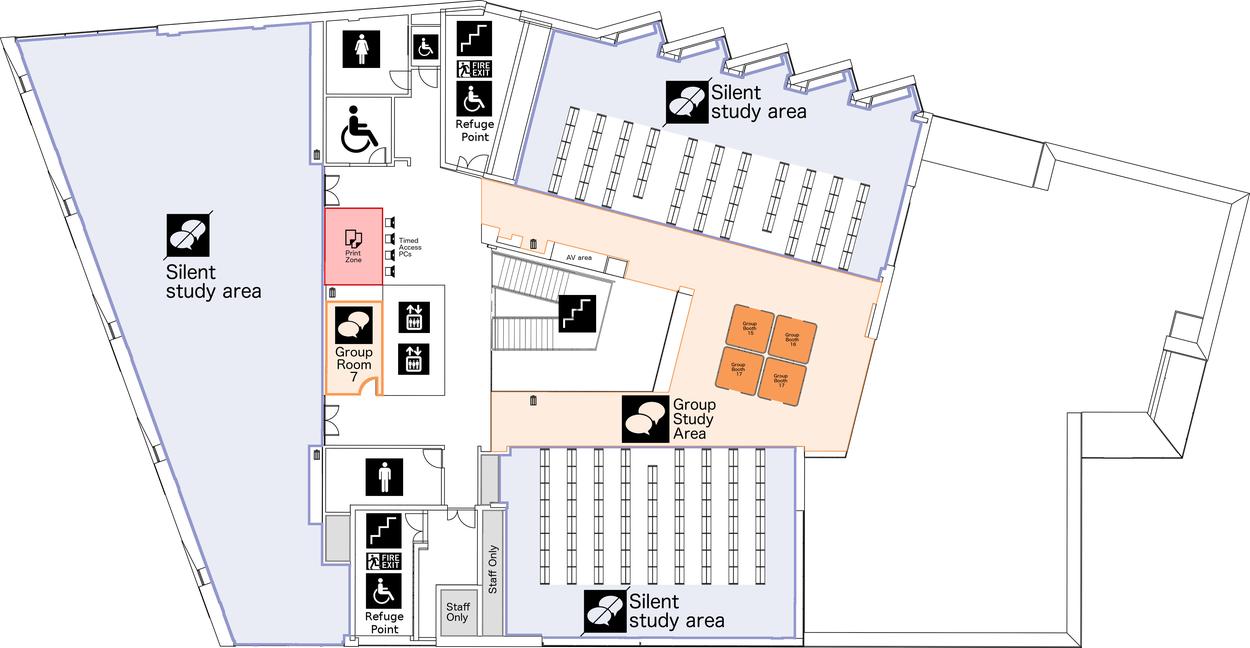 FIRE
EXIT
Refuge
Point
Silent
study area
Silent
study area
Print
Zone
Timed
Access
PCs
AV area
Group
Room
7
Group
Booth
15
Group
Booth
16
Group
Booth
17
Group
Booth
17
Group
Study
Area
FIRE
EXIT
Refuge
Point
Staff
Only
Staff Only
Silent
study area